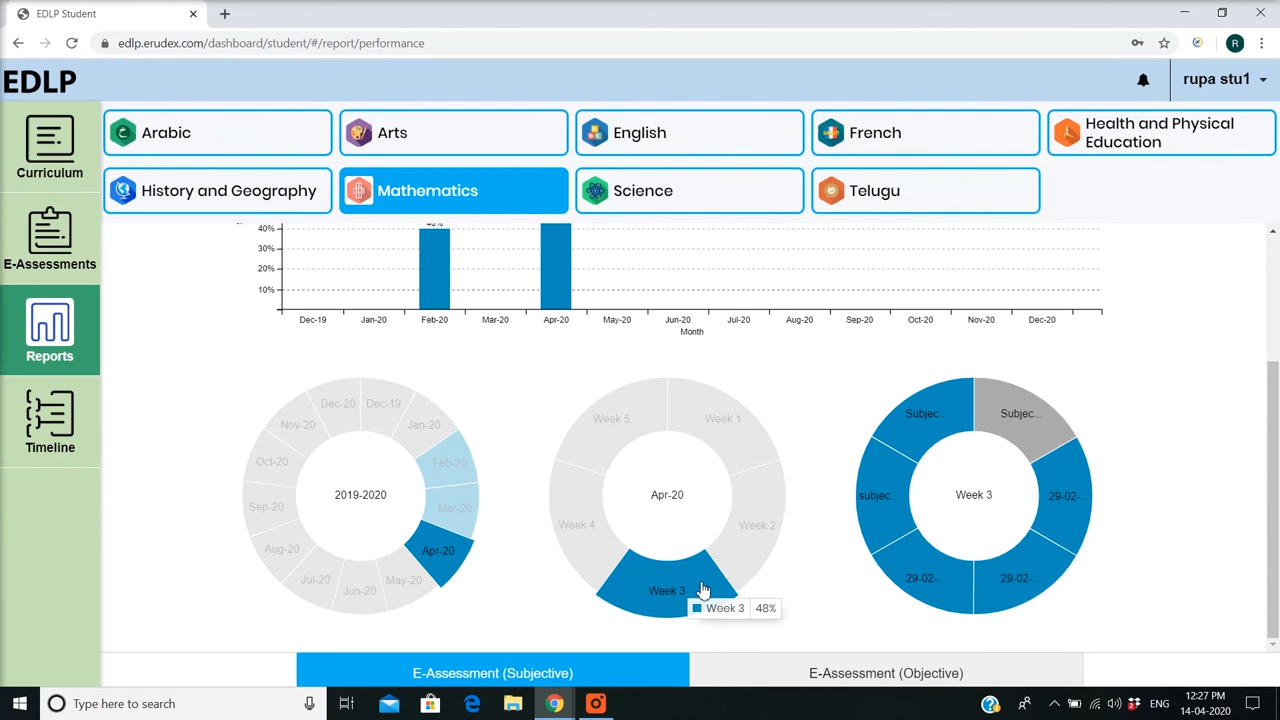 EDLP Student
edlp.erudex.com/dashboard/student/#/report/performance
R
EDLP
rupa stu1
Curriculum
E-Assessments
Reports
Timeline
Arabic
Arts
English
French
Health and Physical
Education
History and Geography
Mathematics
Science
Telugu
40%
30%
20%
10%
Dec-19 Jan-20 Feb-20 Mar-20 Apr-20 May-20 Jun-20 Jul-20 Aug-20 Sep-20 Oct-20 Nov-20 Dec-20
Month
Dec-20 Dec-19
Nov-20 Jan-20
Oct-20 Feb-20
2019-2020
Sep-20 Mar-20
Aug-20 Apr-20
Jul-20 May-20
Jun-20
Week 5 Week 1
Apr-20
Week 4 Week 2
Week 3
Week 3 48%
Subjec... Subjec...
subjec... Week 3 29-02-...
29-02-... 29-02-...
E-Assessment (Subjective)
E-Assessment (Objective)
Type here to search
ENG
12:27 PM
14-04-2020